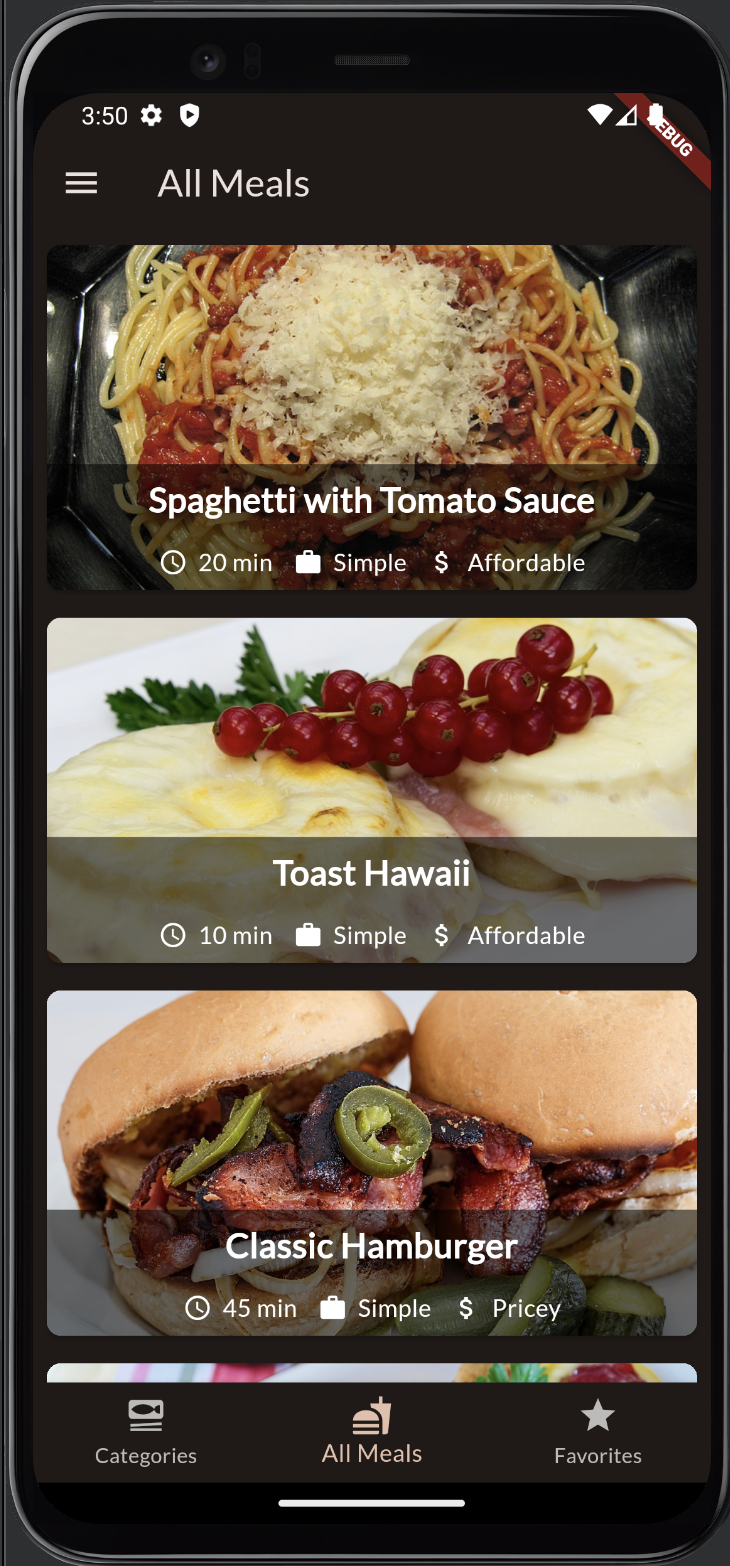 3:50
DEBUG
All Meals
Spaghetti with Tomato Sauce
20 min Simple $ Affordable
Toast Hawaii
10 min Simple $ Affordable
Classic Hamburger
45 min Simple $ Pricey
Categories All Meals Favorites